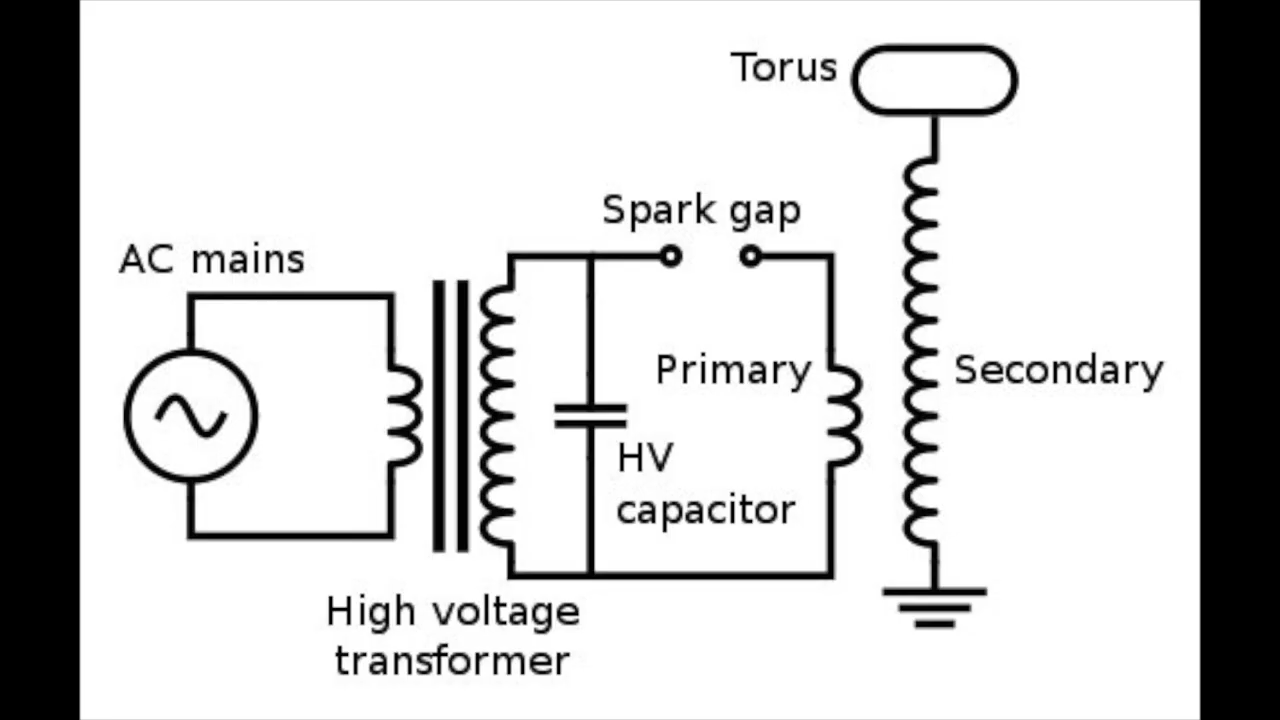 Torus
Spark gap
AC mains
Primary
Secondary
HV
capacitor
High voltage
transformer